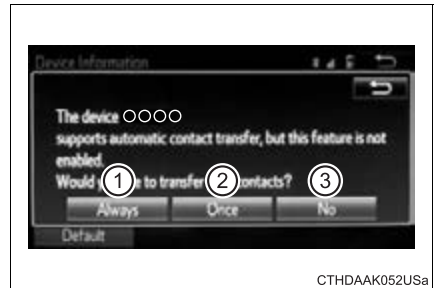 Device Information
The device ○○○○
supports automatic contact transfer, but this feature is not
enabled.
Would to transfer contacts?
1 2 3
Always Once No
Default
CTHDAAK052USa